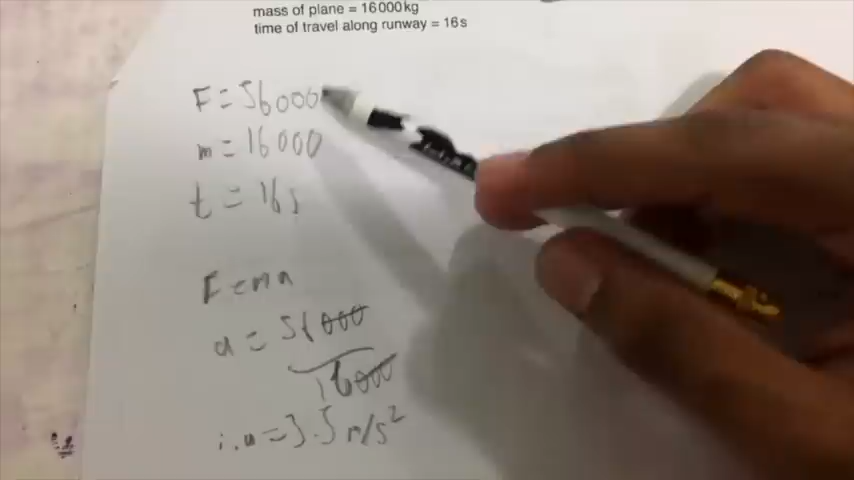 mass of plane = 16000kg
time of travel along runway = 16s
F = 56000
m = 16000
t = 16s
F = ma
a = 56000
16000
∴ a = 3.5 m/s²